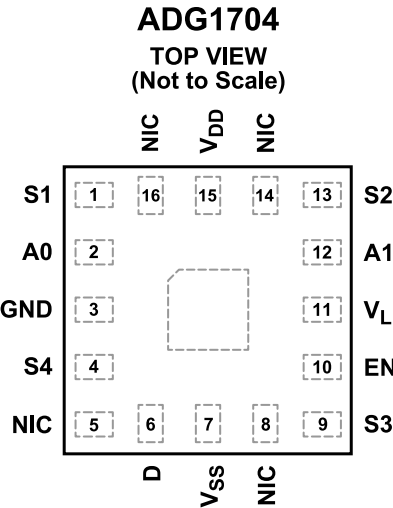 ADG1704
TOP VIEW
(Not to Scale)
NIC VDD NIC
S1 1 16 15 14 13 S2
A0 2 12 A1
GND 3 11 VL
S4 4 10 EN
NIC 5 6 7 8 9 S3
D VSS NIC